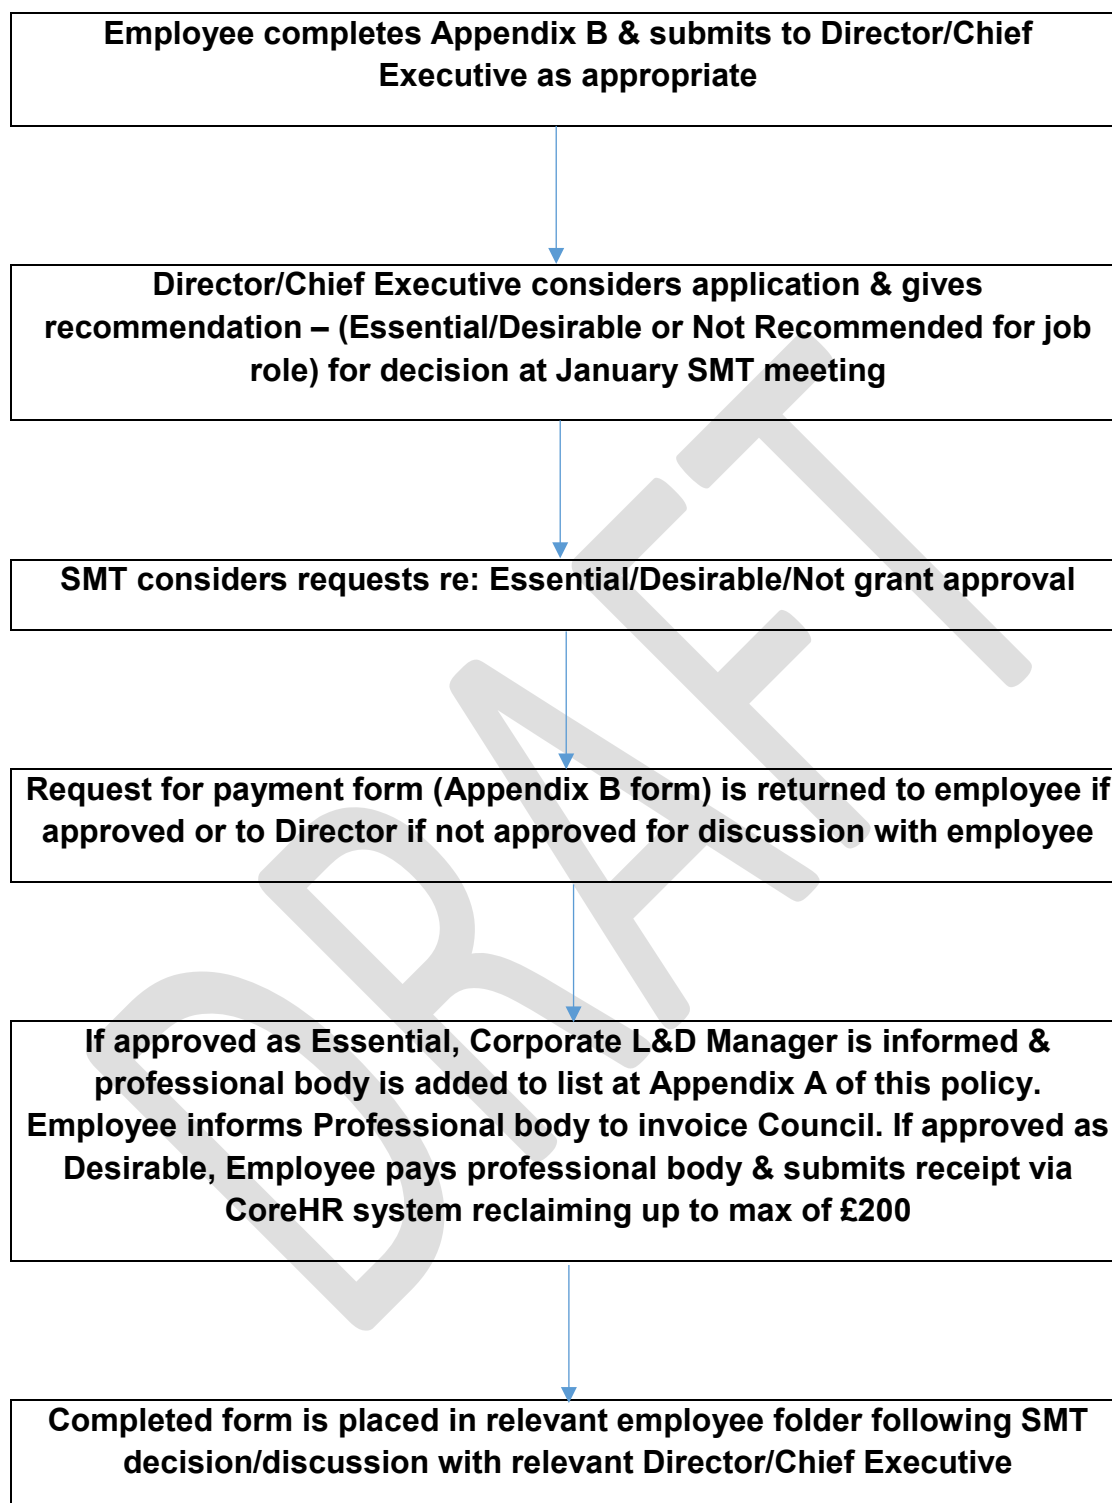 Employee completes Appendix B & submits to Director/Chief
Executive as appropriate
Director/Chief Executive considers application & gives
recommendation – (Essential/Desirable or Not Recommended for job
role) for decision at January SMT meeting
SMT considers requests re: Essential/Desirable/Not grant approval
Request for payment form (Appendix B form) is returned to employee if
approved or to Director if not approved for discussion with employee
If approved as Essential, Corporate L&D Manager is informed &
professional body is added to list at Appendix A of this policy.
Employee informs Professional body to invoice Council. If approved as
Desirable, Employee pays professional body & submits receipt via
CoreHR system reclaiming up to max of £200
Completed form is placed in relevant employee folder following SMT
decision/discussion with relevant Director/Chief Executive
DRAFT